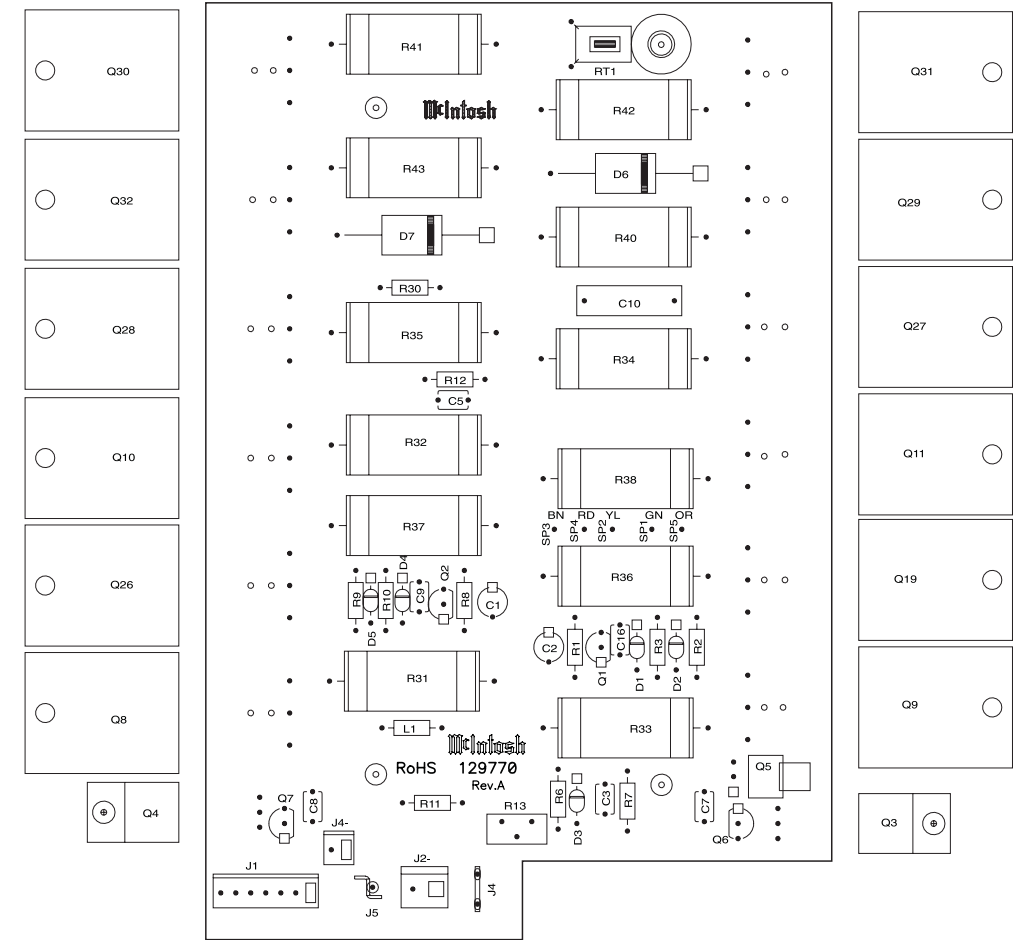 Q30
R41
RT1
Q31
McIntosh
R42
R43
D6
Q32
Q29
D7
R40
R30
C10
Q28
R35
Q27
R34
R12
C5
R32
Q10
Q11
R38
BN RD YL GN OR
SP3 SP4 SP2 SP1 SP5
R37
D4
Q2
R36
Q26
Q19
R9 R10 C9 R8 C1
D5
C2 R1 C16 R3 R2
Q1 D1 D2
R31
Q8
Q9
L1
R33
McIntosh
RoHS 129770
Rev.A
Q5
Q4
Q7
C8
R11
R13
R6
C3
R7
C7
Q3
D3
Q6
J4-
J1
J2-
J4
J5